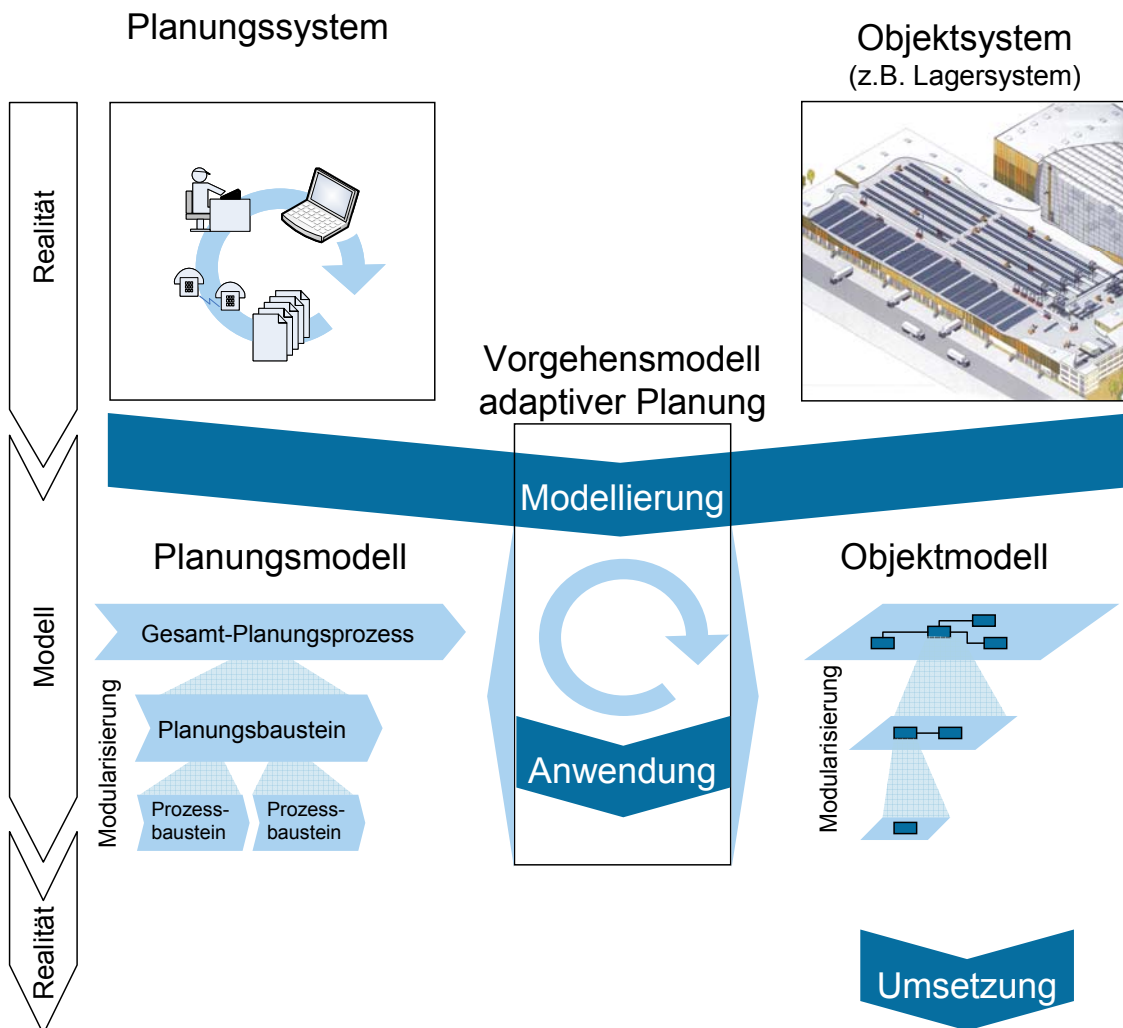 Planungssystem
Objektsystem
(z.B. Lagersystem)
Realität
Vorgehensmodell
adaptiver Planung
Modellierung
Planungsmodell
Objektmodell
Modell
Gesamt-Planungsprozess
Modularisierung
Planungsbaustein
Prozess-
baustein
Prozess-
baustein
Anwendung
Modularisierung
Realität
Umsetzung